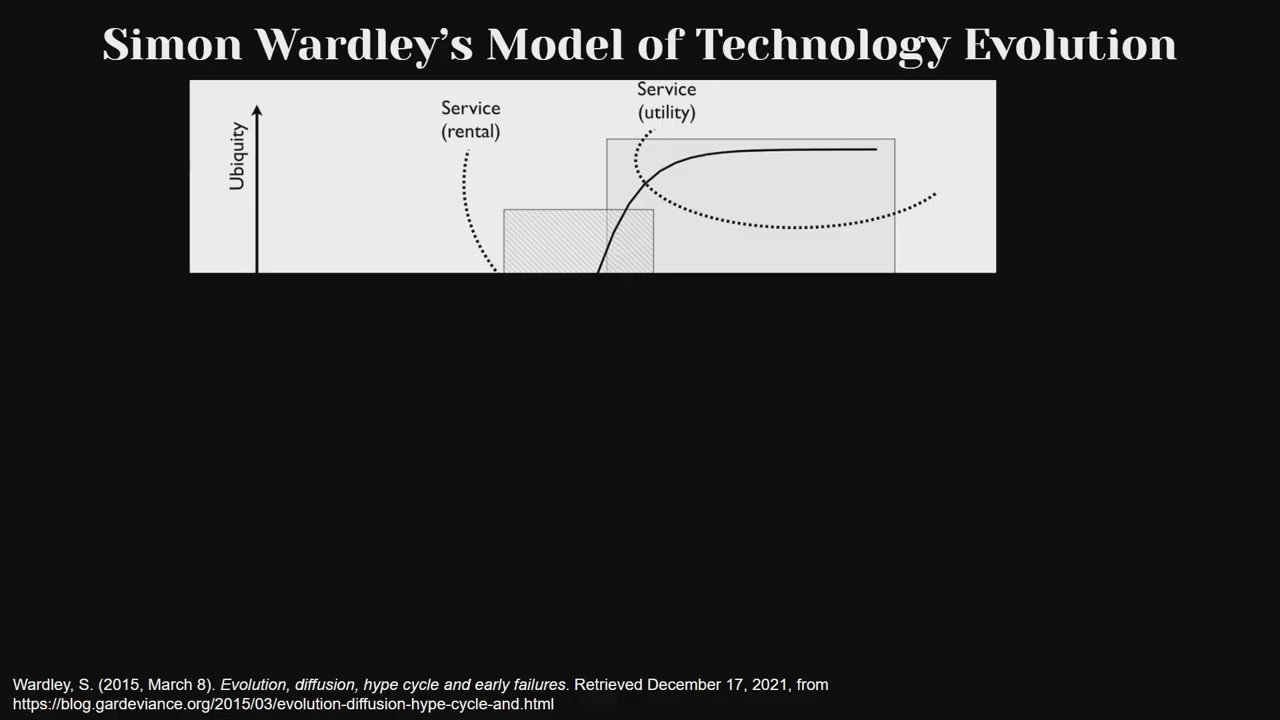 Simon Wardley’s Model of Technology Evolution
Service
(utility)
Service
(rental)
Ubiquity
Wardley, S. (2015, March 8). Evolution, diffusion, hype cycle and early failures. Retrieved December 17, 2021, from
https://blog.gardeviance.org/2015/03/evolution-diffusion-hype-cycle-and.html